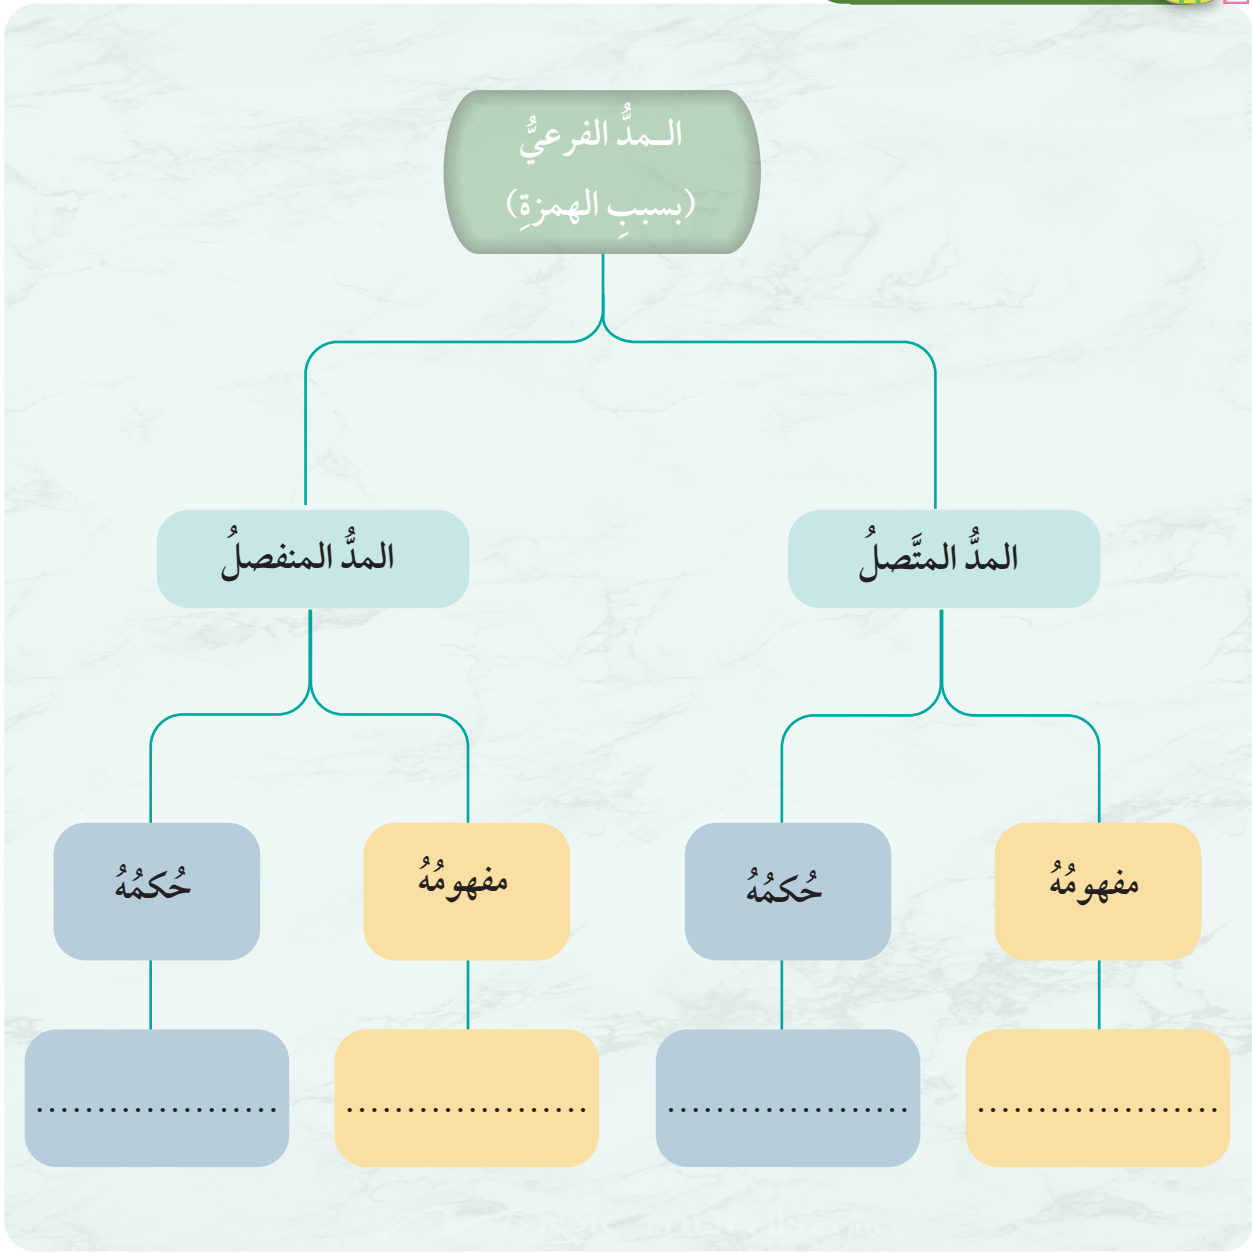 الـمدُّ الفرعيُّ
(بسببِ الهمزةِ)
المدُّ المتَّصلُ
المدُّ المنفصلُ
مفهومُهُ
حُكمُهُ
مفهومُهُ
حُكمُهُ
....................
....................
....................
....................